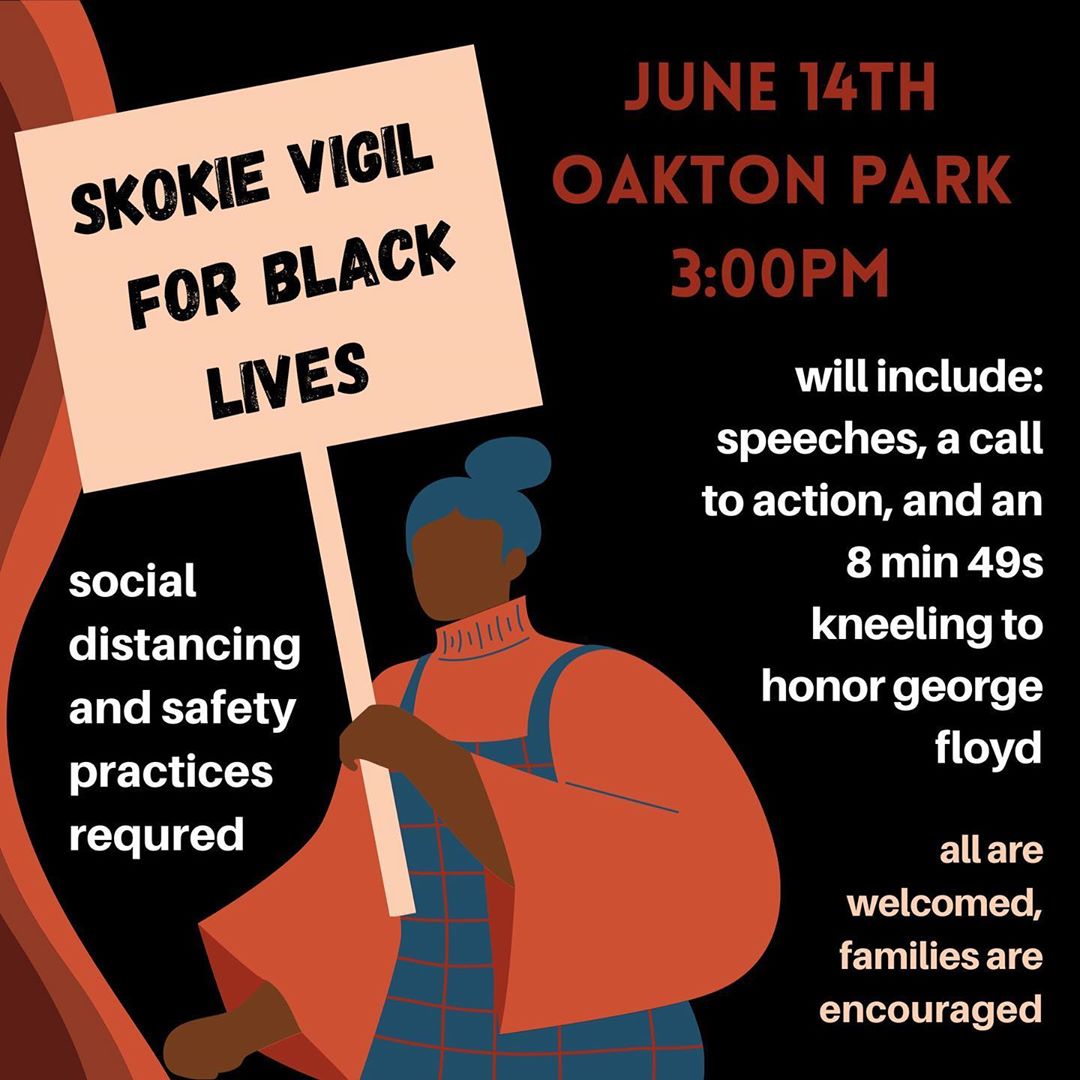 SKOKIE VIGIL
FOR BLACK
LIVES
JUNE 14TH
OAKTON PARK
3:00PM
will include:
speeches, a call
to action, and an
8 min 49s
kneeling to
honor george
floyd
social
distancing
and safety
practices
requred
all are
welcomed,
families are
encouraged